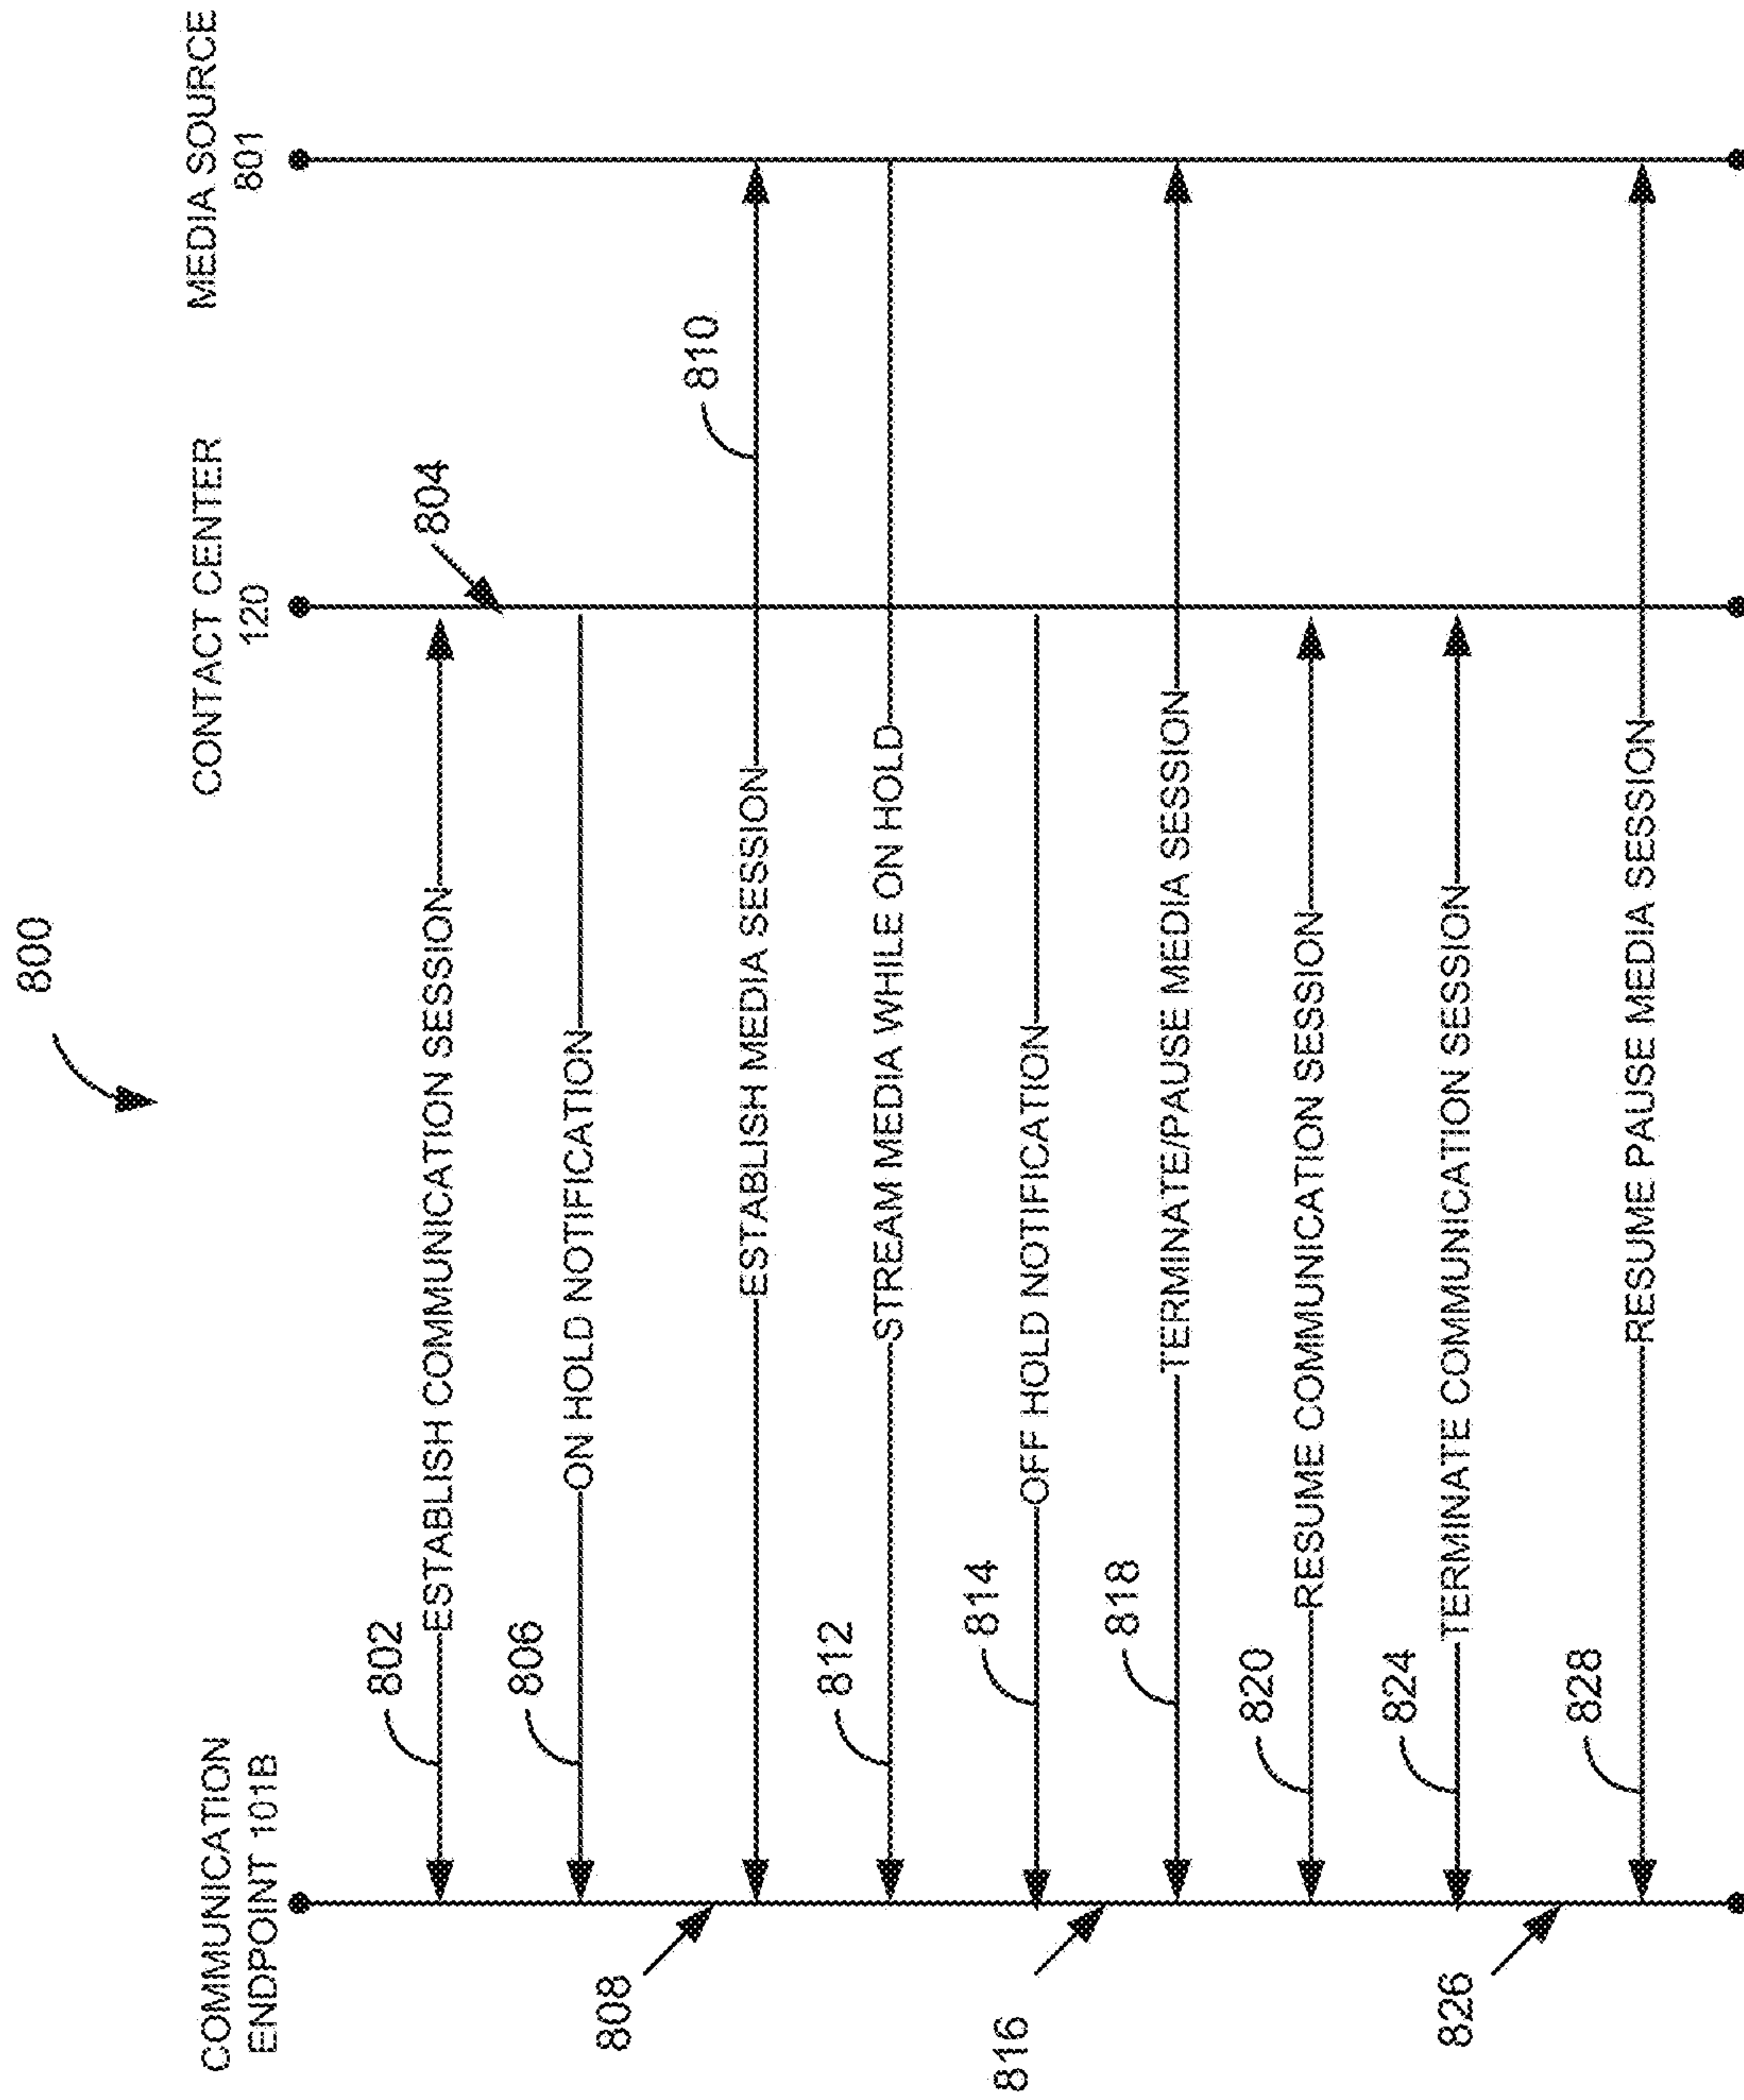 800
COMMUNICATION
ENDPOINT 101B
CONTACT CENTER
120
MEDIA SOURCE
801
802
ESTABLISH COMMUNICATION SESSION
804
806
ON HOLD NOTIFICATION
808
810
ESTABLISH MEDIA SESSION
812
STREAM MEDIA WHILE ON HOLD
814
OFF HOLD NOTIFICATION
816
818
TERMINATE/PAUSE MEDIA SESSION
820
RESUME COMMUNICATION SESSION
824
TERMINATE COMMUNICATION SESSION
826
828
RESUME PAUSE MEDIA SESSION